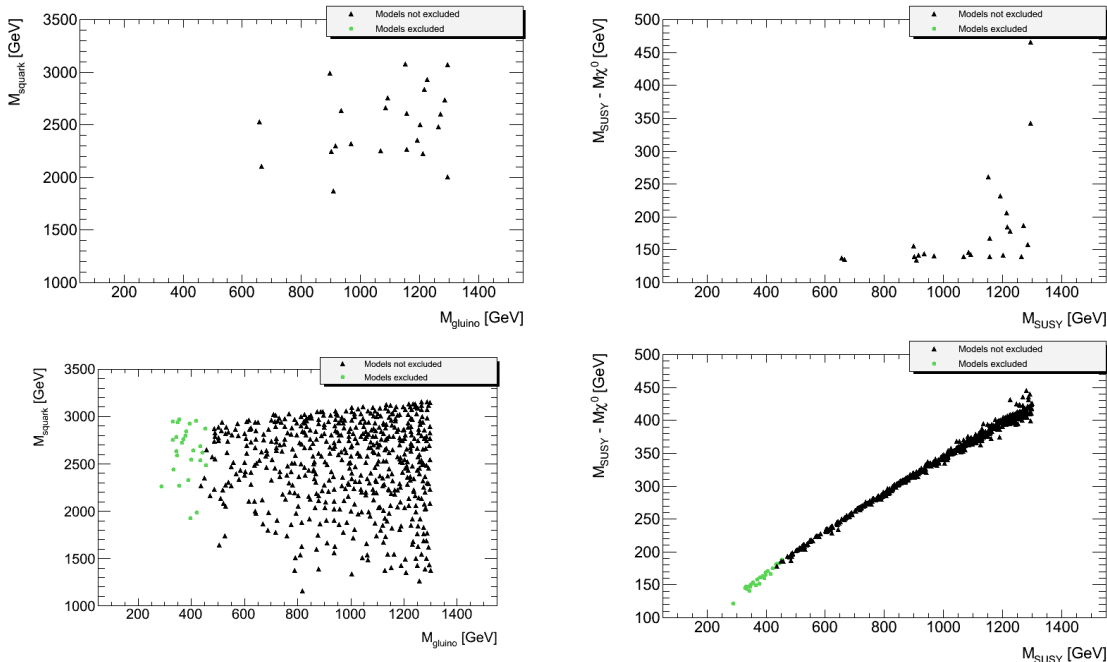 Models not excluded
Models excluded
M_squark [GeV]
3500
3000
2500
2000
1500
1000
200 400 600 800 1000 1200 1400
M_gluino [GeV]
Models not excluded
Models excluded
M_SUSY - Mχ⁰ [GeV]
500
450
400
350
300
250
200
150
100
200 400 600 800 1000 1200 1400
M_SUSY [GeV]
Models not excluded
Models excluded
M_squark [GeV]
3500
3000
2500
2000
1500
1000
200 400 600 800 1000 1200 1400
M_gluino [GeV]
Models not excluded
Models excluded
M_SUSY - Mχ⁰ [GeV]
500
450
400
350
300
250
200
150
100
200 400 600 800 1000 1200 1400
M_SUSY [GeV]